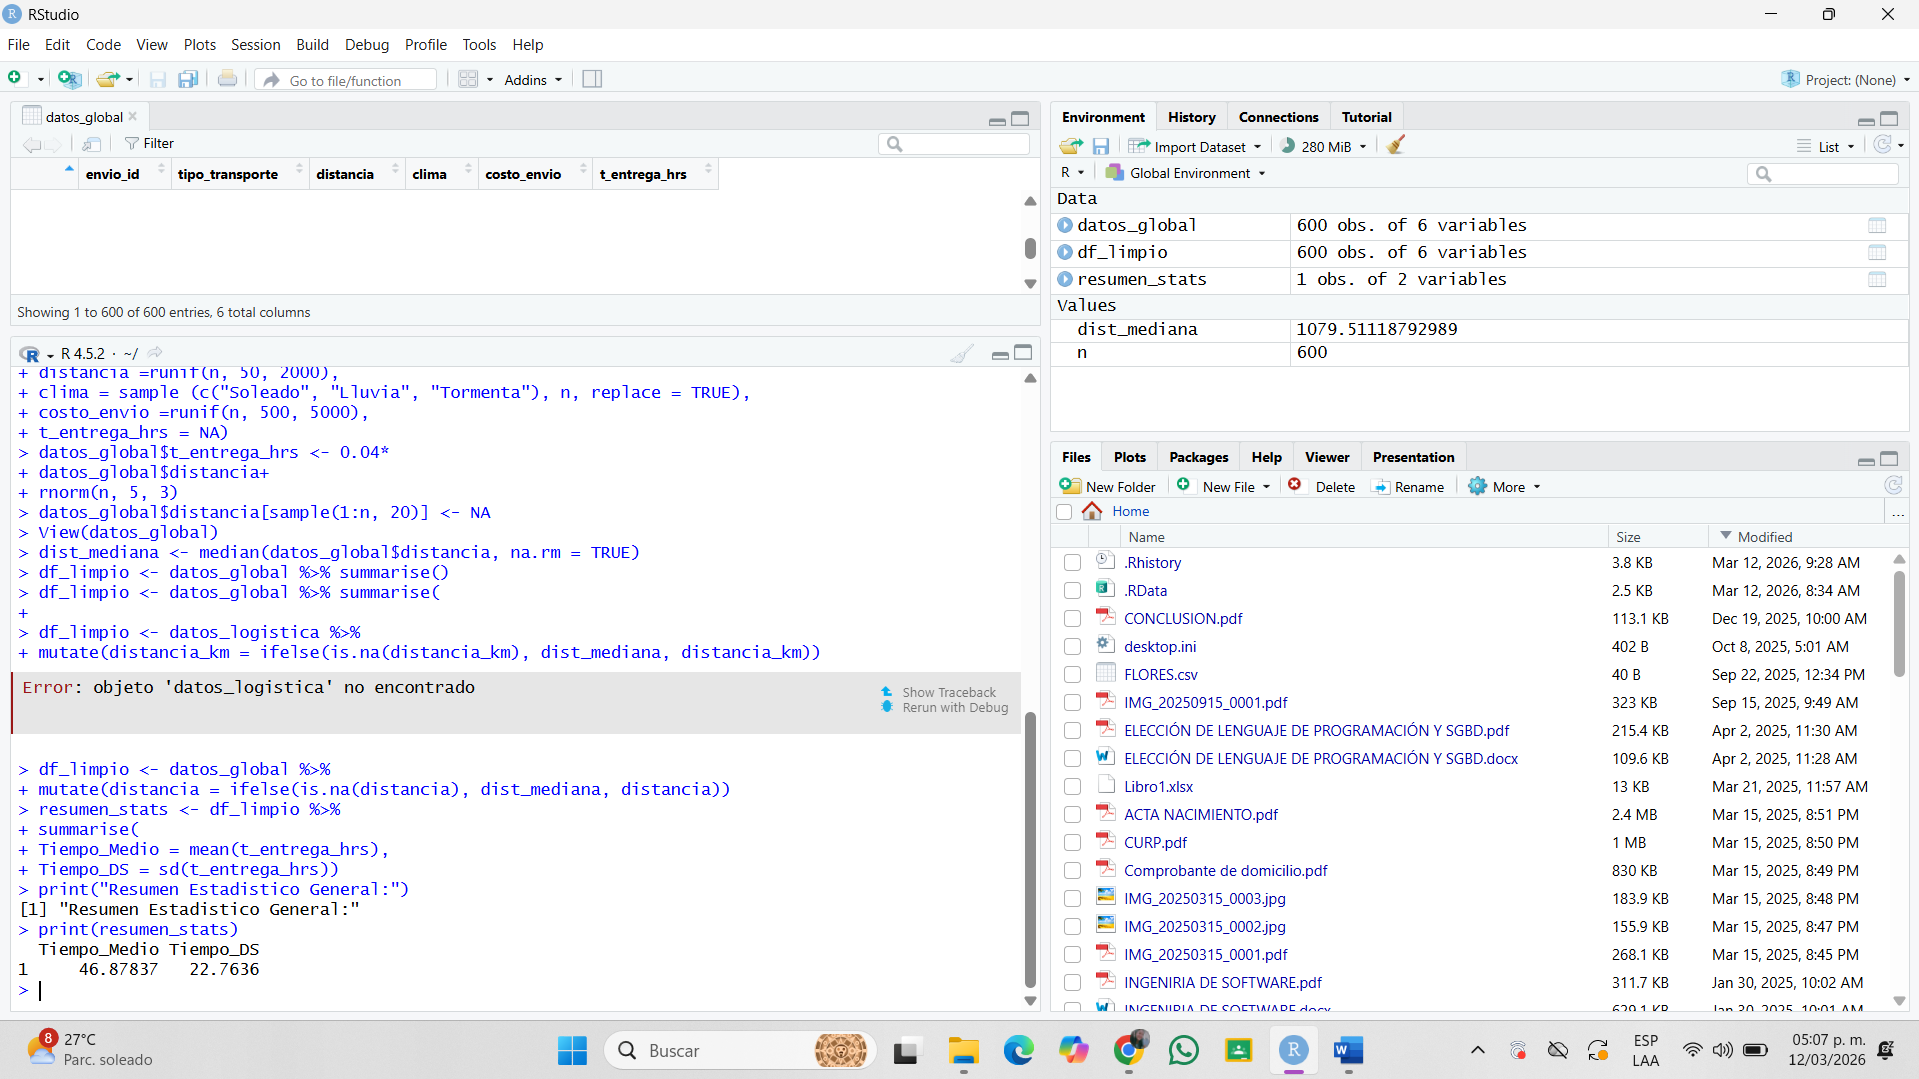 RStudio
File Edit Code View Plots Session Build Debug Profile Tools Help
Go to file/function Addins Project: (None)
datos_global
Filter
envio_id tipo_transporte distancia clima costo_envio t_entrega_hrs
Showing 1 to 600 of 600 entries, 6 total columns
R 4.5.2 · ~/
+ distancia =runif(n, 50, 2000),
+ clima = sample (c("Soleado", "Lluvia", "Tormenta"), n, replace = TRUE),
+ costo_envio =runif(n, 500, 5000),
+ t_entrega_hrs = NA)
> datos_global$t_entrega_hrs <- 0.04*
+ datos_global$distancia+
+ rnorm(n, 5, 3)
> datos_global$distancia[sample(1:n, 20)] <- NA
> View(datos_global)
> dist_mediana <- median(datos_global$distancia, na.rm = TRUE)
> df_limpio <- datos_global %>% summarise()
> df_limpio <- datos_global %>% summarise(
+
> df_limpio <- datos_logistica %>%
+ mutate(distancia_km = ifelse(is.na(distancia_km), dist_mediana, distancia_km))
Error: objeto 'datos_logistica' no encontrado
Show Traceback
Rerun with Debug
> df_limpio <- datos_global %>%
+ mutate(distancia = ifelse(is.na(distancia), dist_mediana, distancia))
> resumen_stats <- df_limpio %>%
+ summarise(
+ Tiempo_Medio = mean(t_entrega_hrs),
+ Tiempo_DS = sd(t_entrega_hrs))
> print("Resumen Estadistico General:")
[1] "Resumen Estadistico General:"
> print(resumen_stats)
Tiempo_Medio Tiempo_DS
1 46.87837 22.7636
>
Environment History Connections Tutorial
Import Dataset 280 MiB List
R Global Environment
Data
datos_global 600 obs. of 6 variables
df_limpio 600 obs. of 6 variables
resumen_stats 1 obs. of 2 variables
Values
dist_mediana 1079.51118792989
n 600
Files Plots Packages Help Viewer Presentation
New Folder New File Delete Rename More
Home ...
Name Size Modified
.Rhistory 3.8 KB Mar 12, 2026, 9:28 AM
.RData 2.5 KB Mar 12, 2026, 8:34 AM
CONCLUSION.pdf 113.1 KB Dec 19, 2025, 10:00 AM
desktop.ini 402 B Oct 8, 2025, 5:01 AM
FLORES.csv 40 B Sep 22, 2025, 12:34 PM
IMG_20250915_0001.pdf 323 KB Sep 15, 2025, 9:49 AM
ELECCIÓN DE LENGUAJE DE PROGRAMACIÓN Y SGBD.pdf 215.4 KB Apr 2, 2025, 11:30 AM
ELECCIÓN DE LENGUAJE DE PROGRAMACIÓN Y SGBD.docx 109.6 KB Apr 2, 2025, 11:28 AM
Libro1.xlsx 13 KB Mar 21, 2025, 11:57 AM
ACTA NACIMIENTO.pdf 2.4 MB Mar 15, 2025, 8:51 PM
CURP.pdf 1 MB Mar 15, 2025, 8:50 PM
Comprobante de domicilio.pdf 830 KB Mar 15, 2025, 8:49 PM
IMG_20250315_0003.jpg 183.9 KB Mar 15, 2025, 8:48 PM
IMG_20250315_0002.jpg 155.9 KB Mar 15, 2025, 8:47 PM
IMG_20250315_0001.pdf 268.1 KB Mar 15, 2025, 8:45 PM
INGENIRIA DE SOFTWARE.pdf 311.7 KB Jan 30, 2025, 10:02 AM
INGENIRIA DE SOFTWARE.docx 629.1 KB Jan 30, 2025, 10:01 AM
8 27°C
Parc. soleado
Buscar
ESP
LAA
05:07 p. m.
12/03/2026